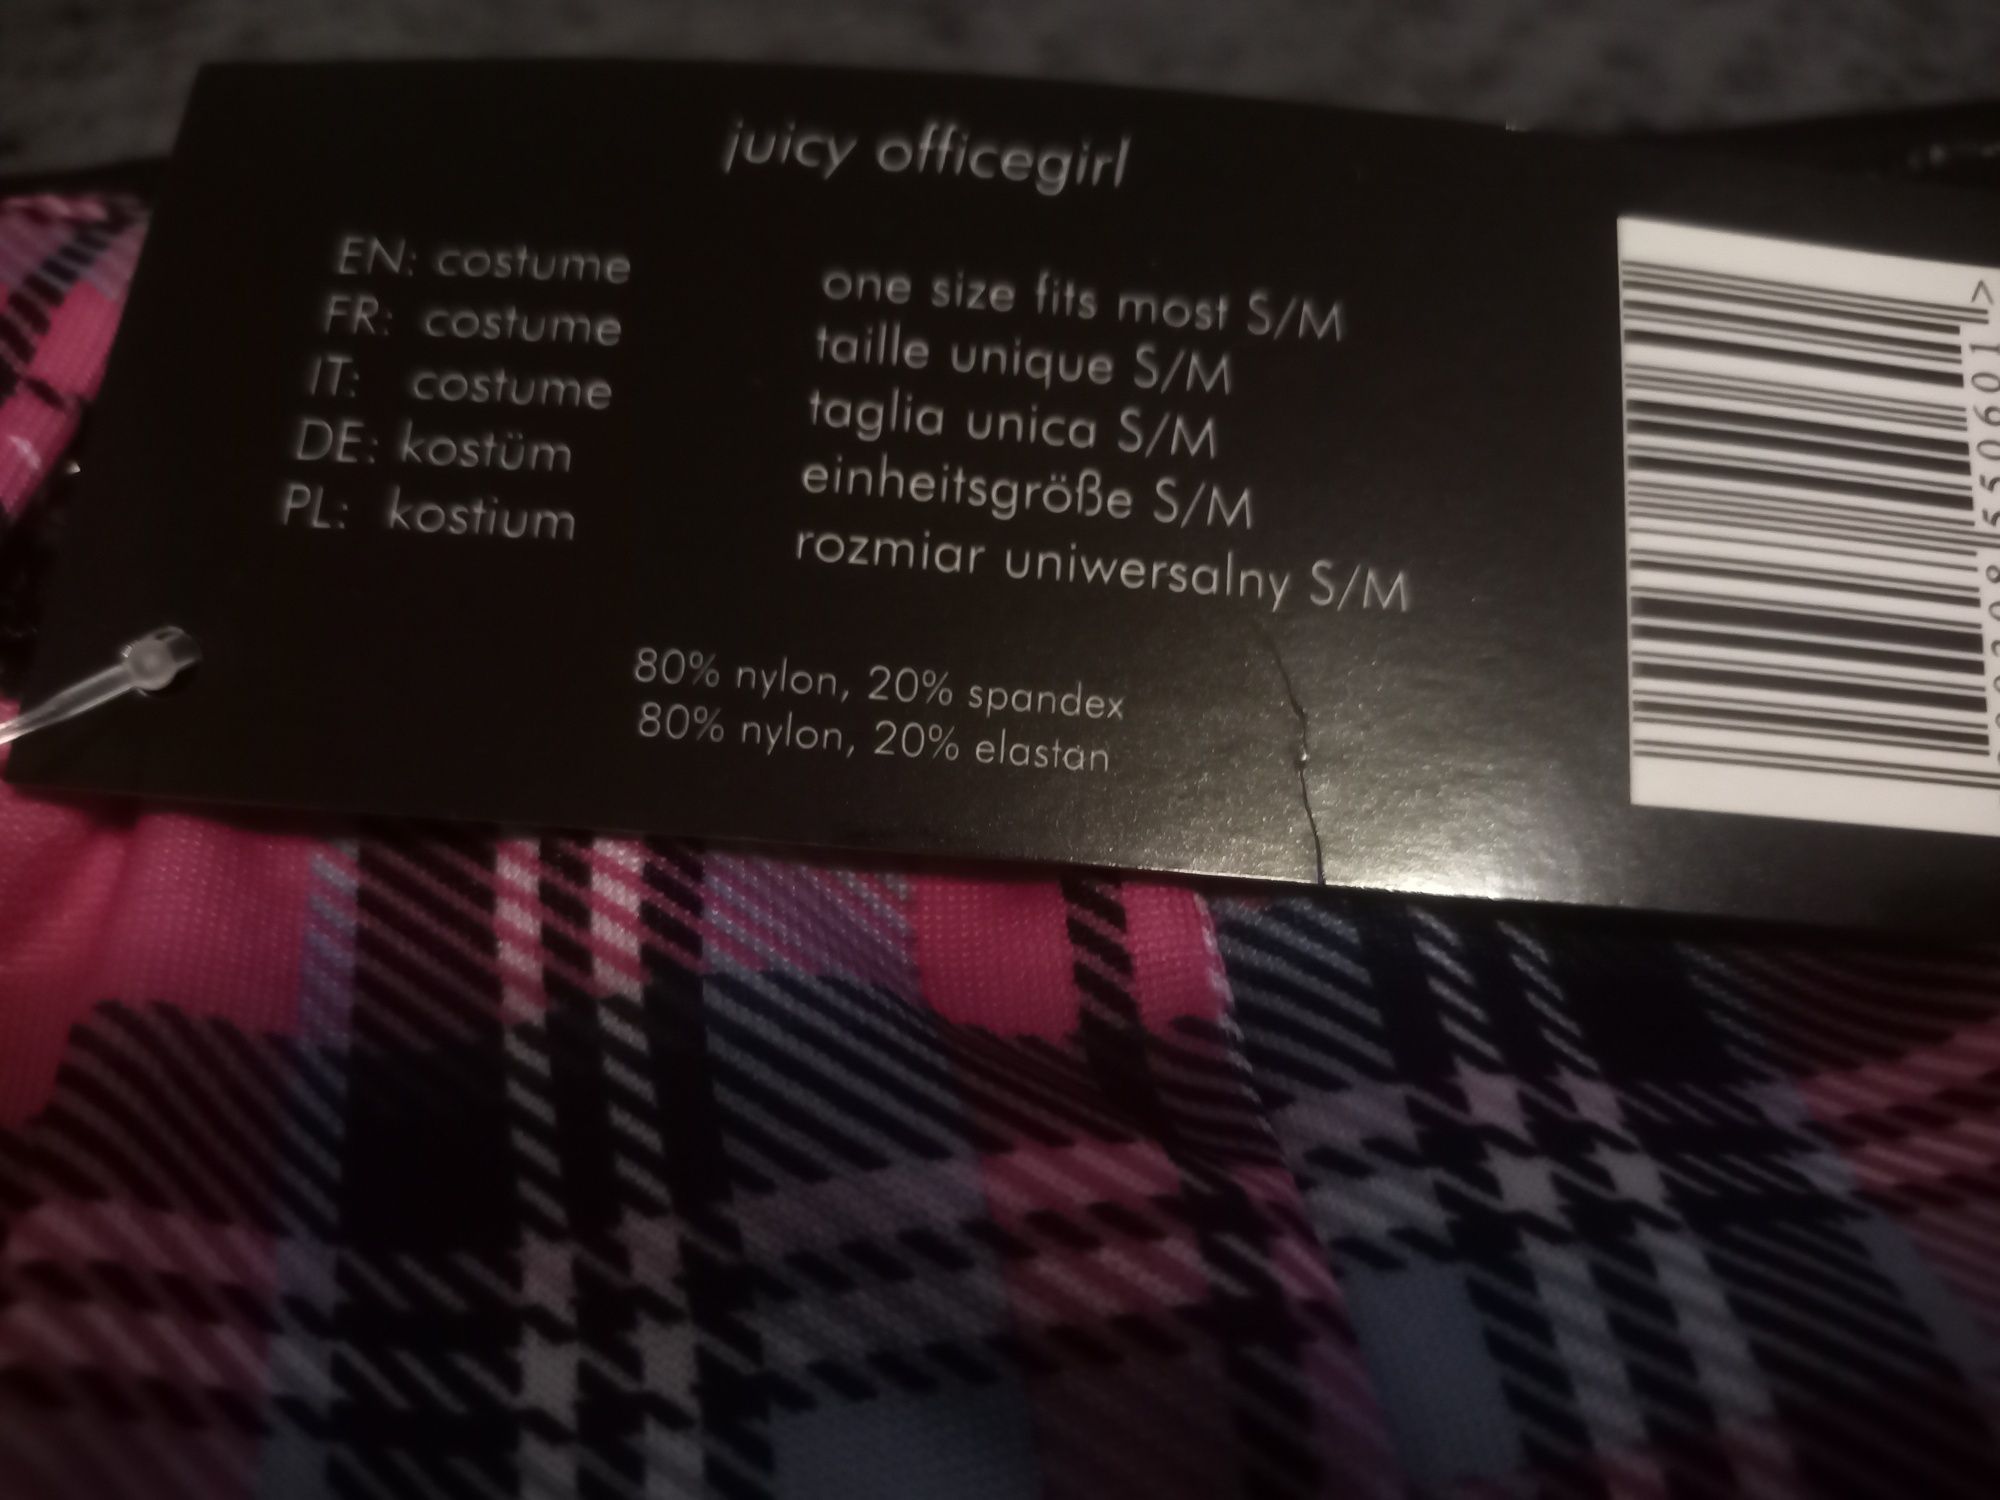 juicy officegirl
EN: costume
FR: costume
IT: costume
DE: kostüm
PL: kostium
one size fits most S/M
taille unique S/M
taglia unica S/M
einheitsgröße S/M
rozmiar uniwersalny S/M
80% nylon, 20% spandex
80% nylon, 20% elastan